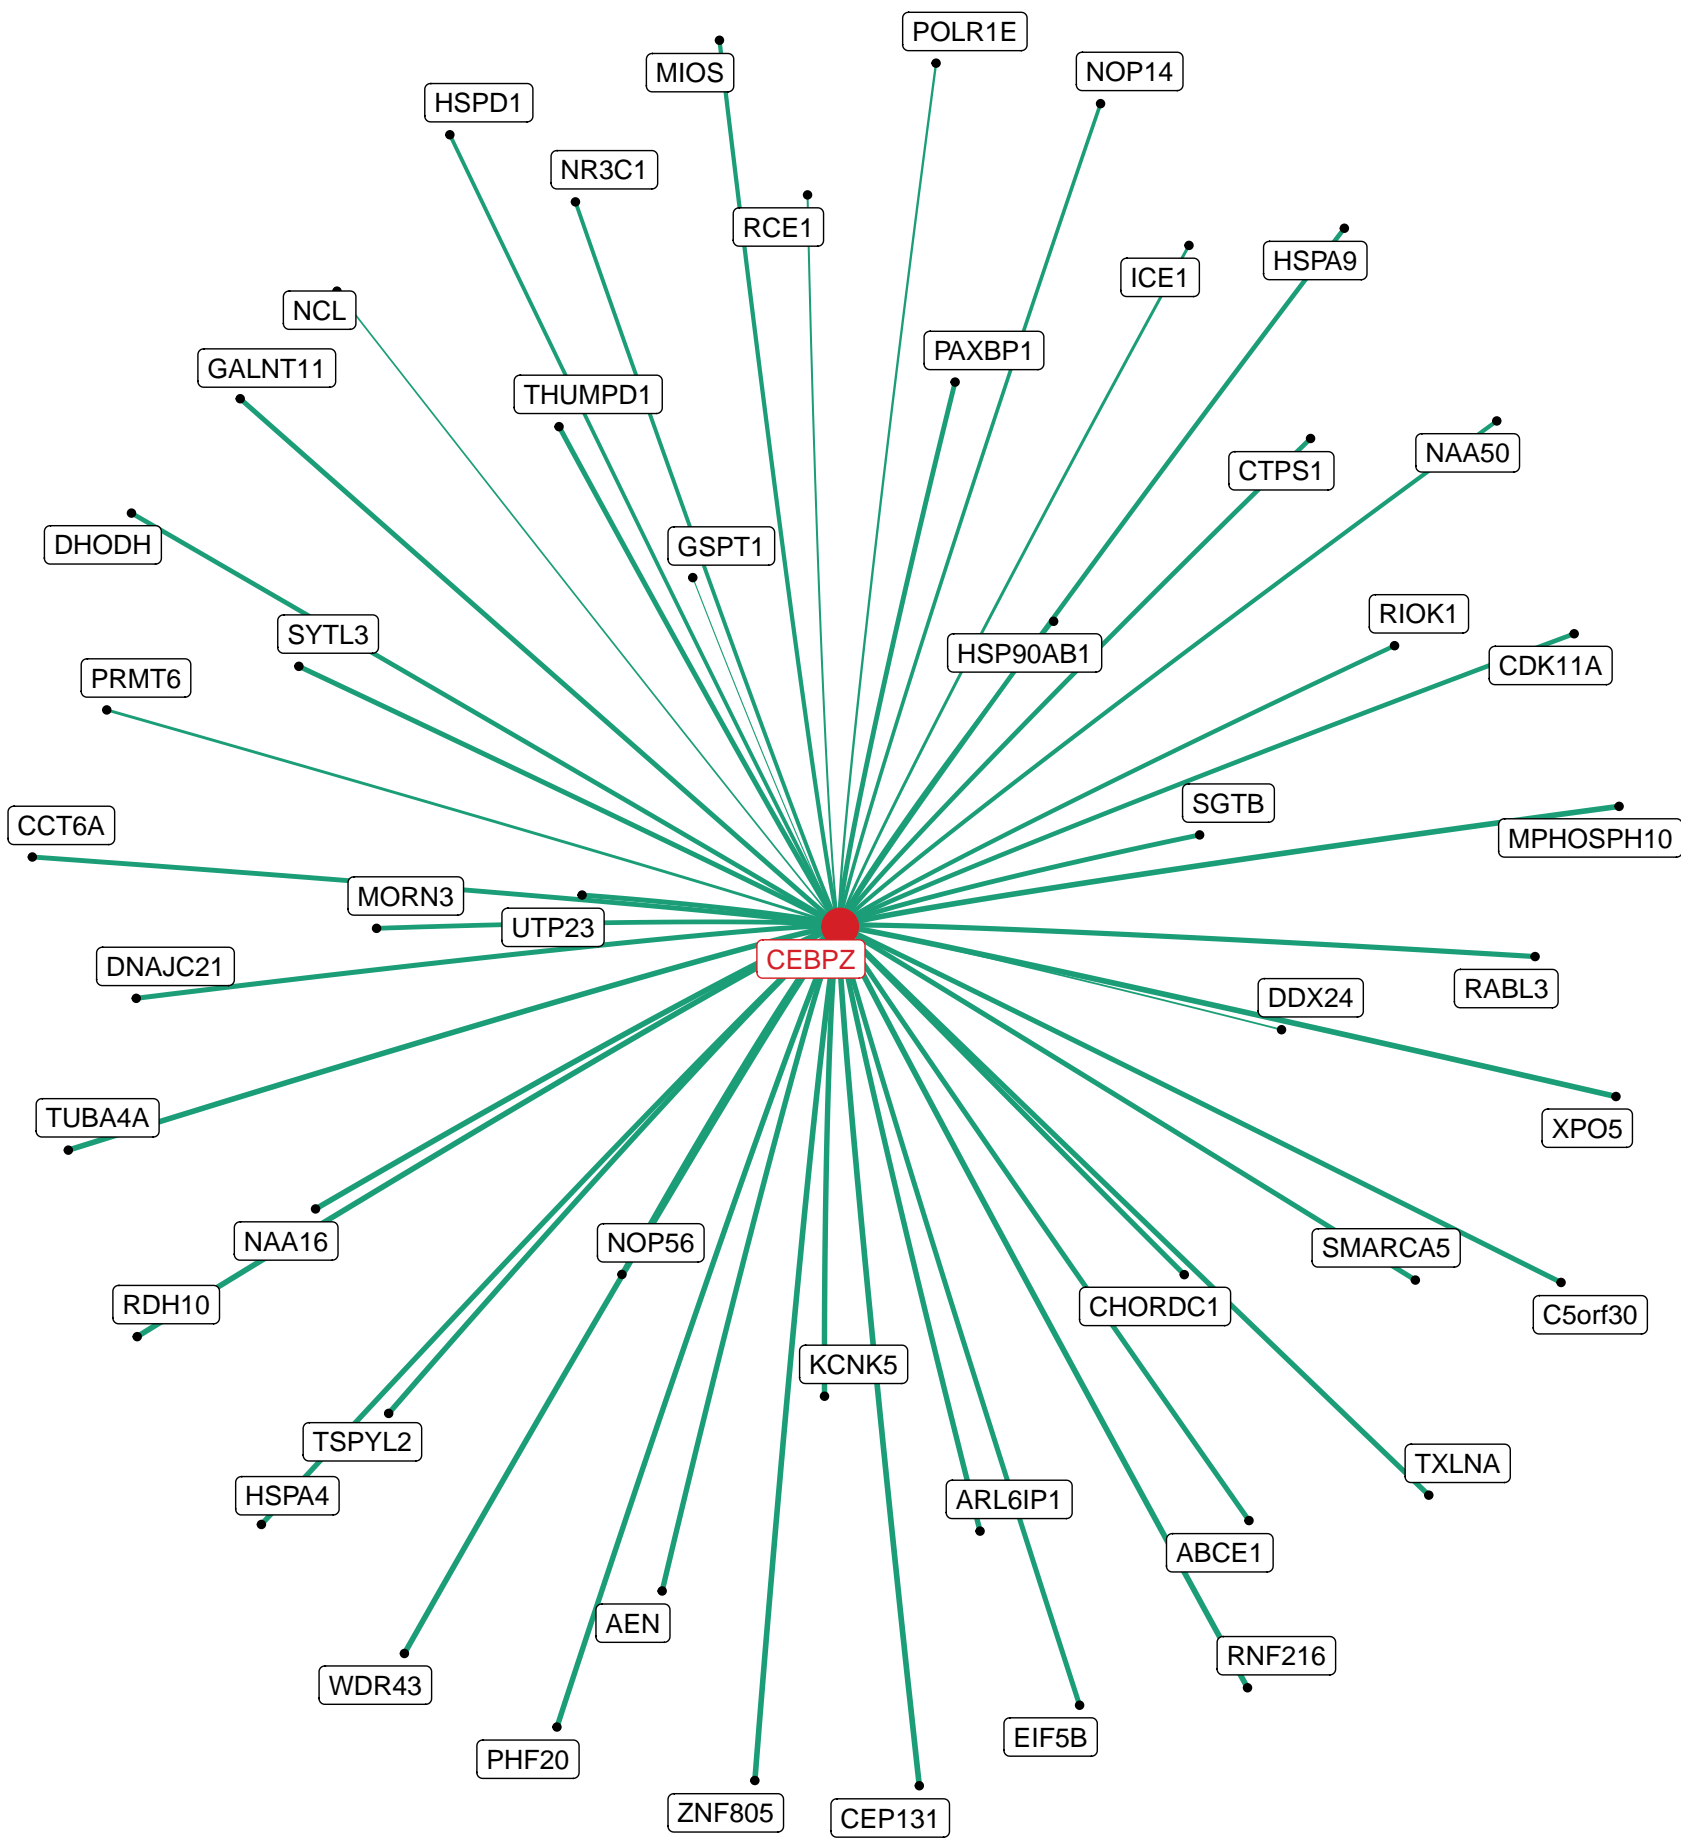 POLR1E
MIOS
NOP14
HSPD1
NR3C1
RCE1
HSPA9
ICE1
NCL
PAXBP1
GALNT11
THUMPD1
NAA50
CTPS1
DHODH
GSPT1
RIOK1
SYTL3
HSP90AB1
CDK11A
PRMT6
SGTB
CCT6A
MPHOSPH10
MORN3
UTP23
CEBPZ
DNAJC21
RABL3
DDX24
TUBA4A
XPO5
NAA16
NOP56
SMARCA5
RDH10
CHORDC1
C5orf30
KCNK5
TSPYL2
TXLNA
HSPA4
ARL6IP1
ABCE1
AEN
RNF216
WDR43
EIF5B
PHF20
ZNF805
CEP131